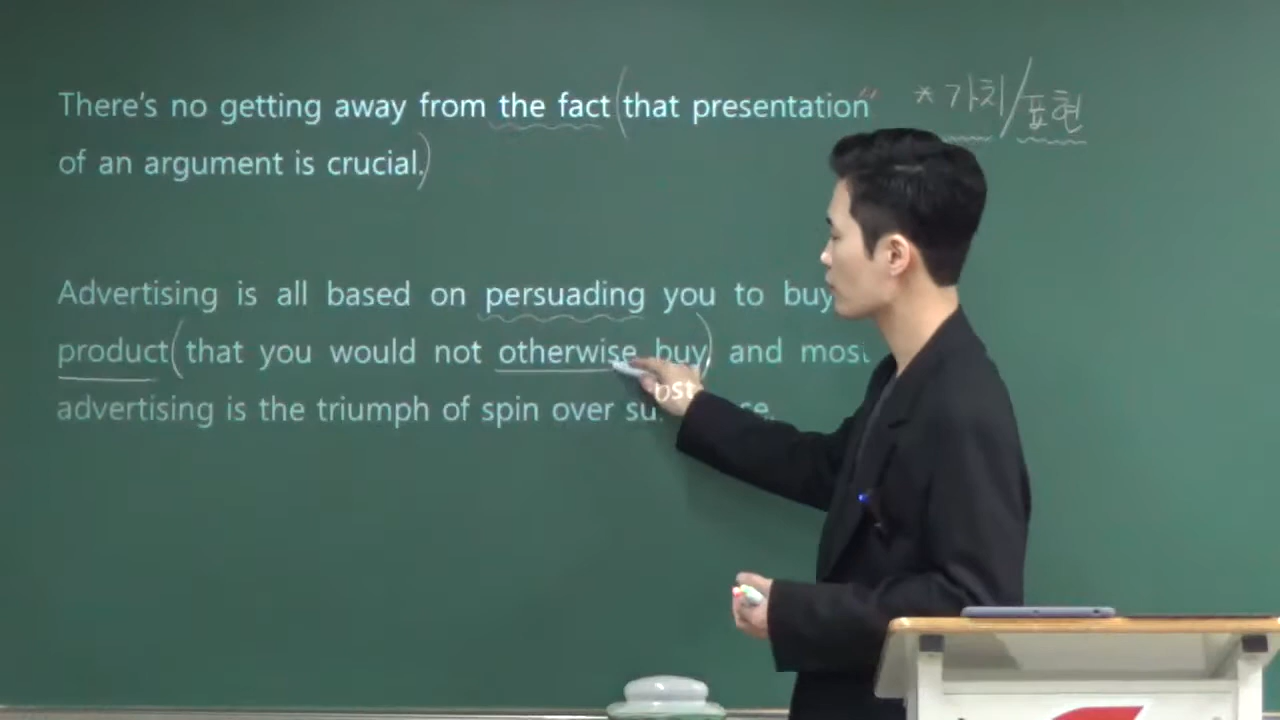 There's no getting away from the fact (that presentation * 가치/표현
of an argument is crucial.)
Advertising is all based on persuading you to buy
product (that you would not otherwise buy) and most
advertising is the triumph of spin over